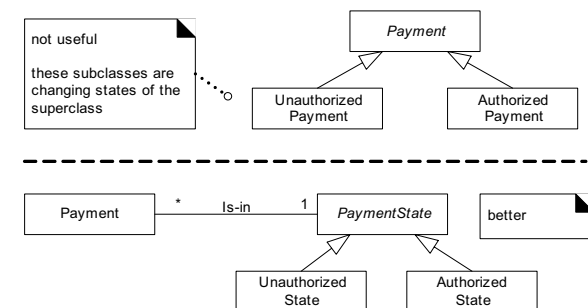 not useful
these subclasses are
changing states of the
superclass
Payment
Unauthorized
Payment
Authorized
Payment
Payment
*
Is-in
1
PaymentState
better
Unauthorized
State
Authorized
State